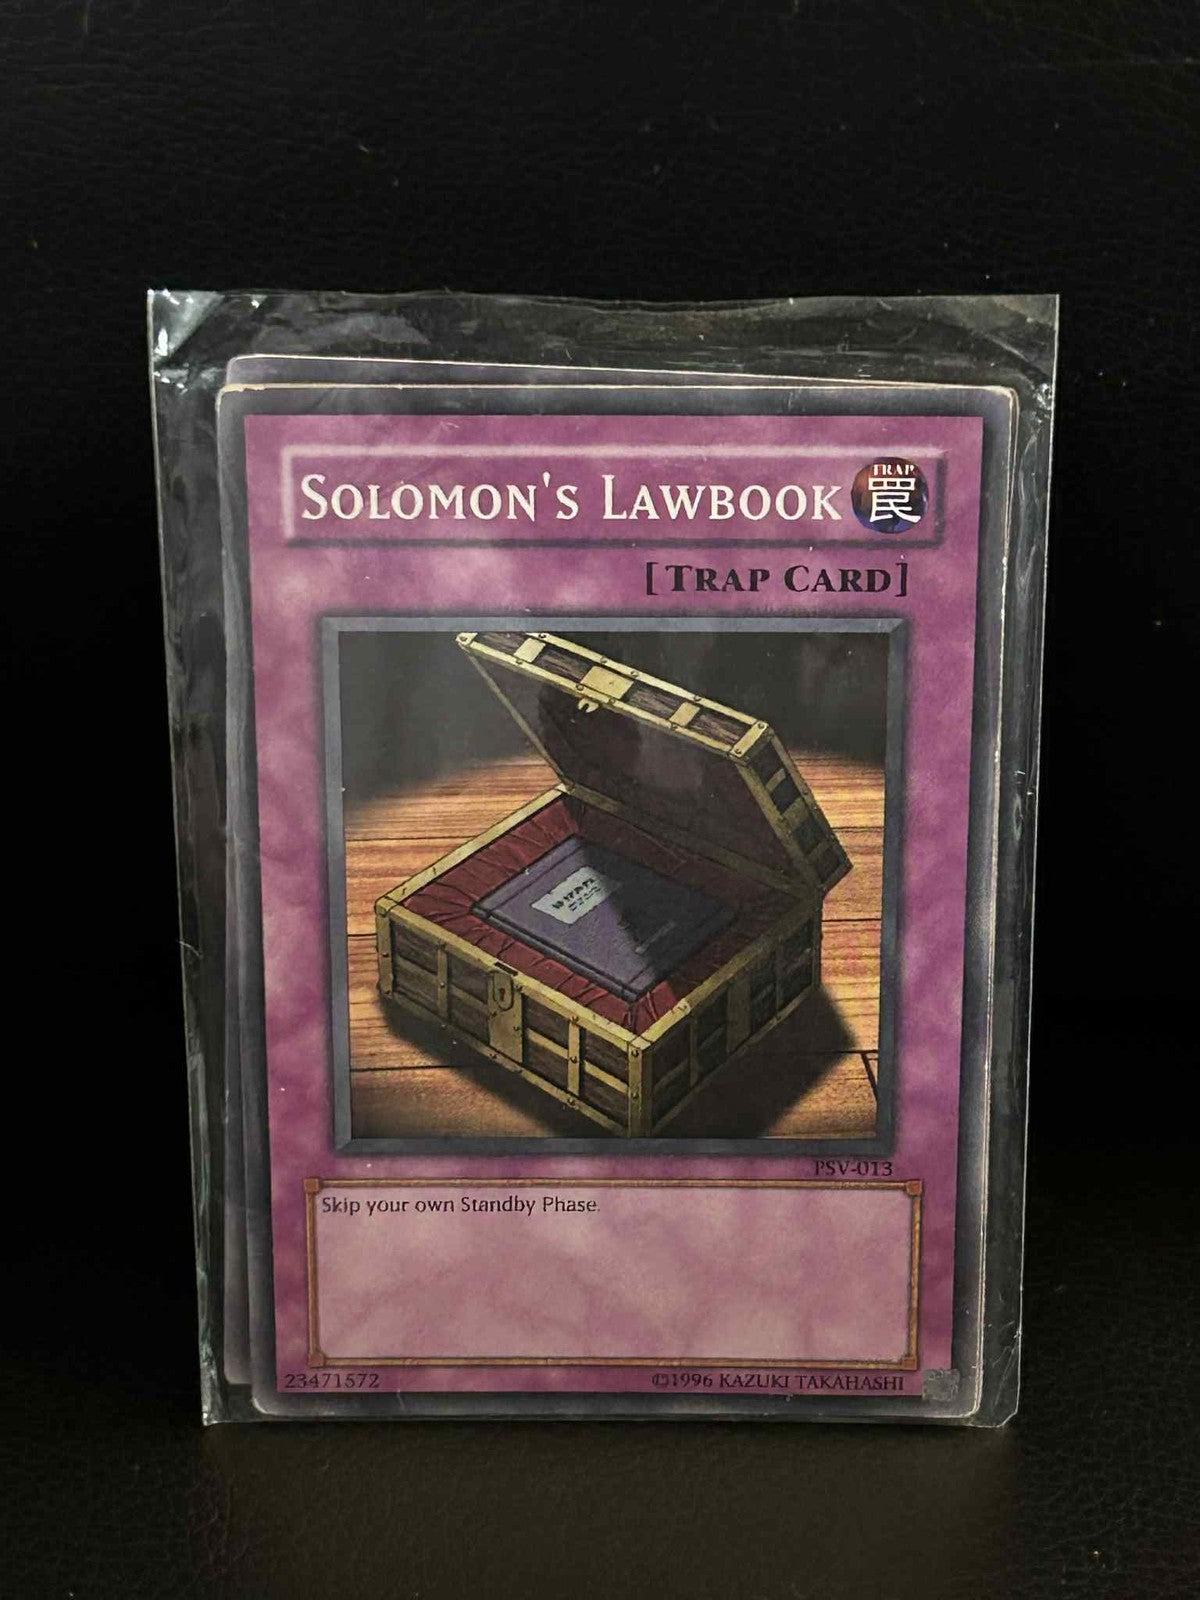 SOLOMON'S LAWBOOK
TRAP
罠
[TRAP CARD]
PSV-013
Skip your own Standby Phase.
23471572
©1996 KAZUKI TAKAHASHI